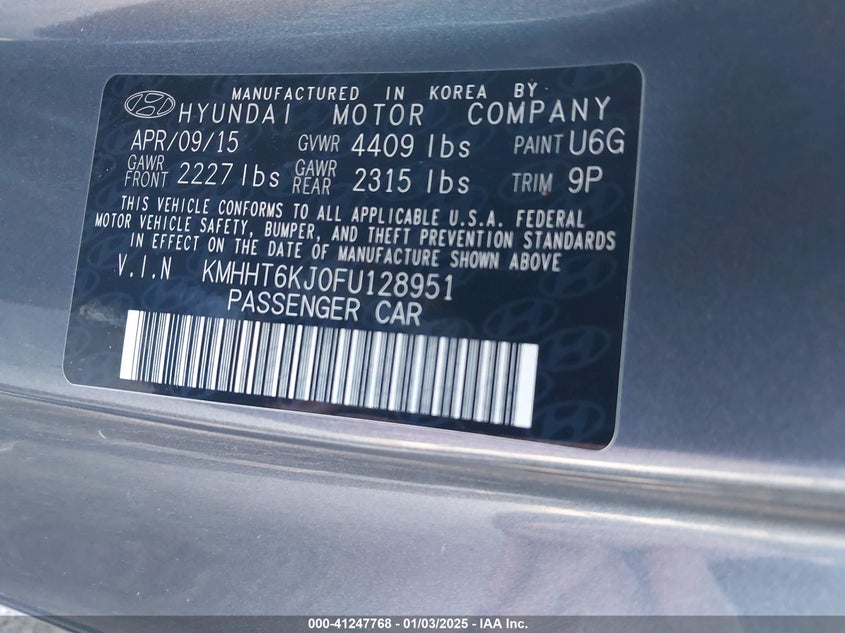 MANUFACTURED IN KOREA BY
HYUNDAI MOTOR COMPANY
APR/09/15 GVWR 4409 lbs PAINT U6G
GAWR FRONT 2227 lbs GAWR REAR 2315 lbs TRIM 9P
THIS VEHICLE CONFORMS TO ALL APPLICABLE U.S.A. FEDERAL
MOTOR VEHICLE SAFETY, BUMPER, AND THEFT PREVENTION STANDARDS
IN EFFECT ON THE DATE OF MANUFACTURE SHOWN ABOVE
V.I.N KMHHT6KJ0FU128951
PASSENGER CAR
000-41247768 - 01/03/2025 - IAA Inc.